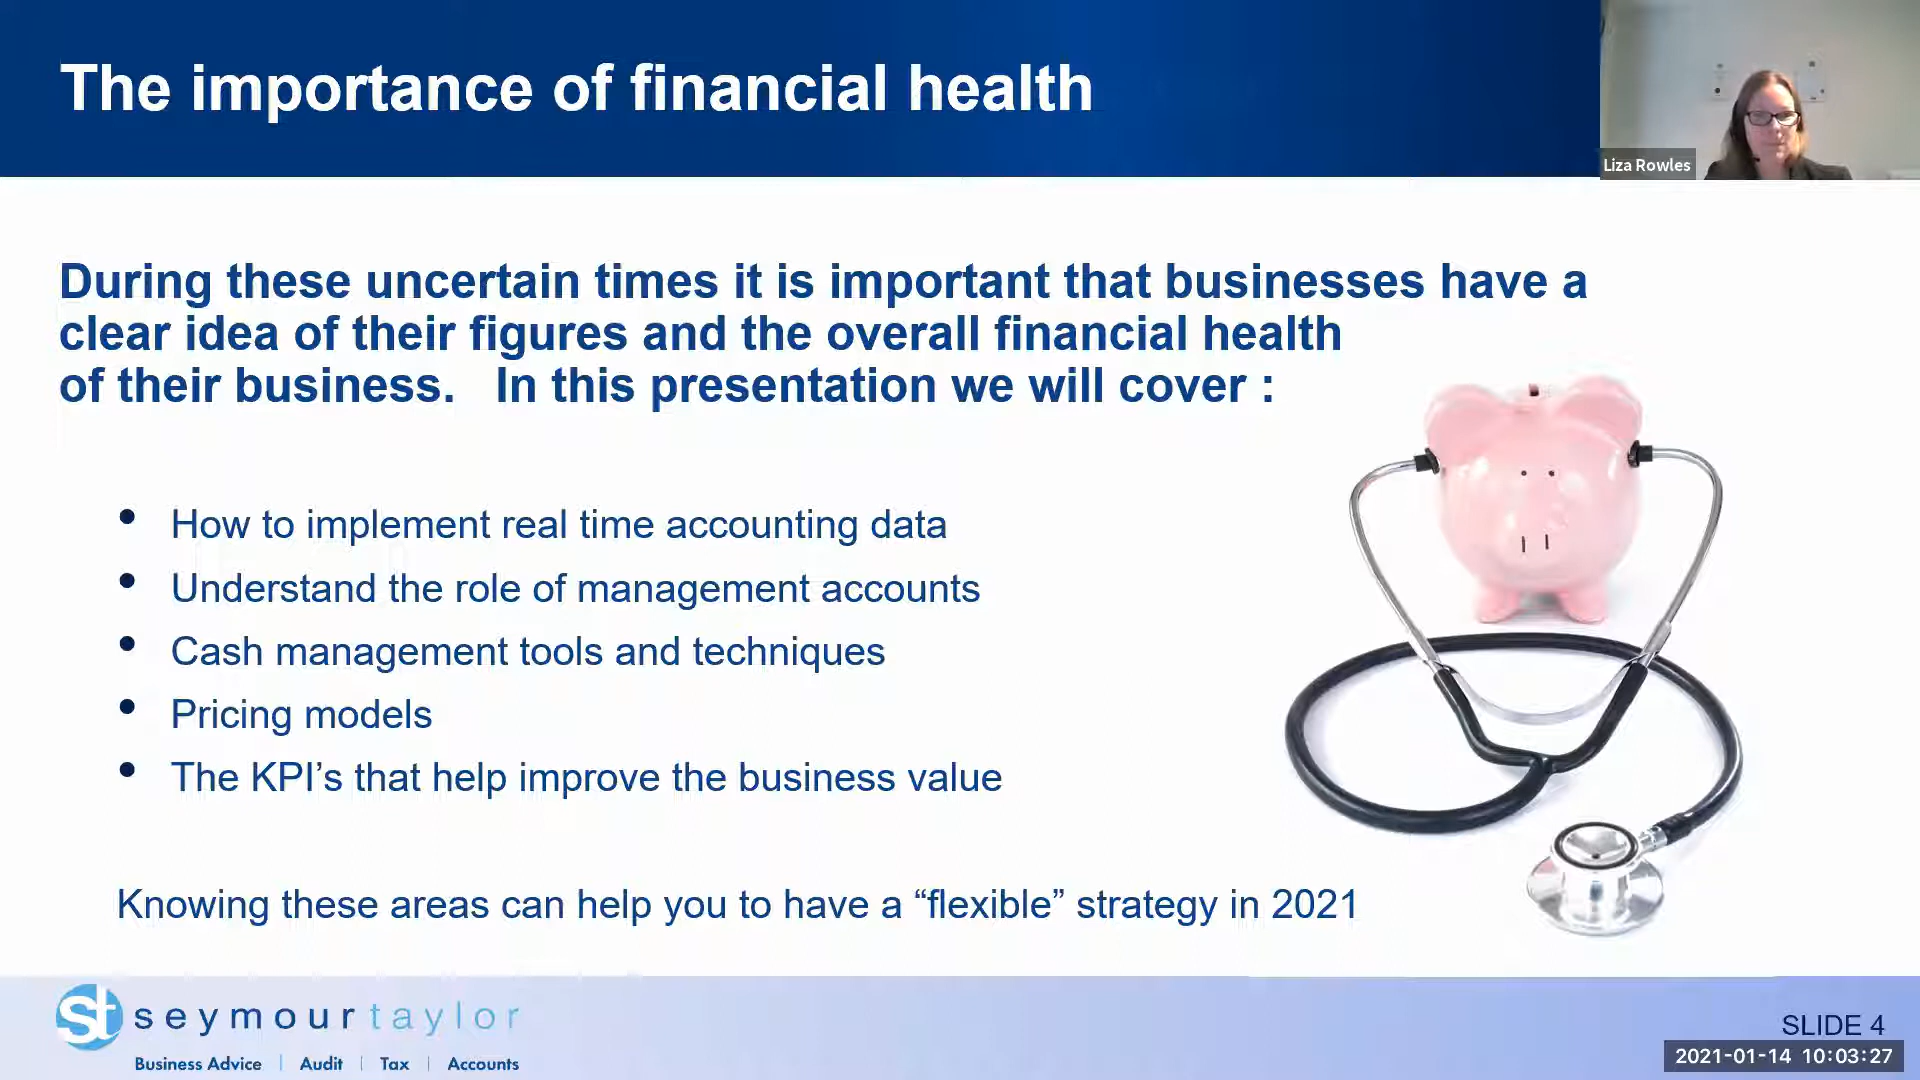 The importance of financial health
Liza Rowles
During these uncertain times it is important that businesses have a
clear idea of their figures and the overall financial health
of their business.   In this presentation we will cover :
• How to implement real time accounting data
• Understand the role of management accounts
• Cash management tools and techniques
• Pricing models
• The KPI’s that help improve the business value
Knowing these areas can help you to have a “flexible” strategy in 2021
st seymourtaylor
Business Advice | Audit | Tax | Accounts
SLIDE 4
2021-01-14 10:03:27